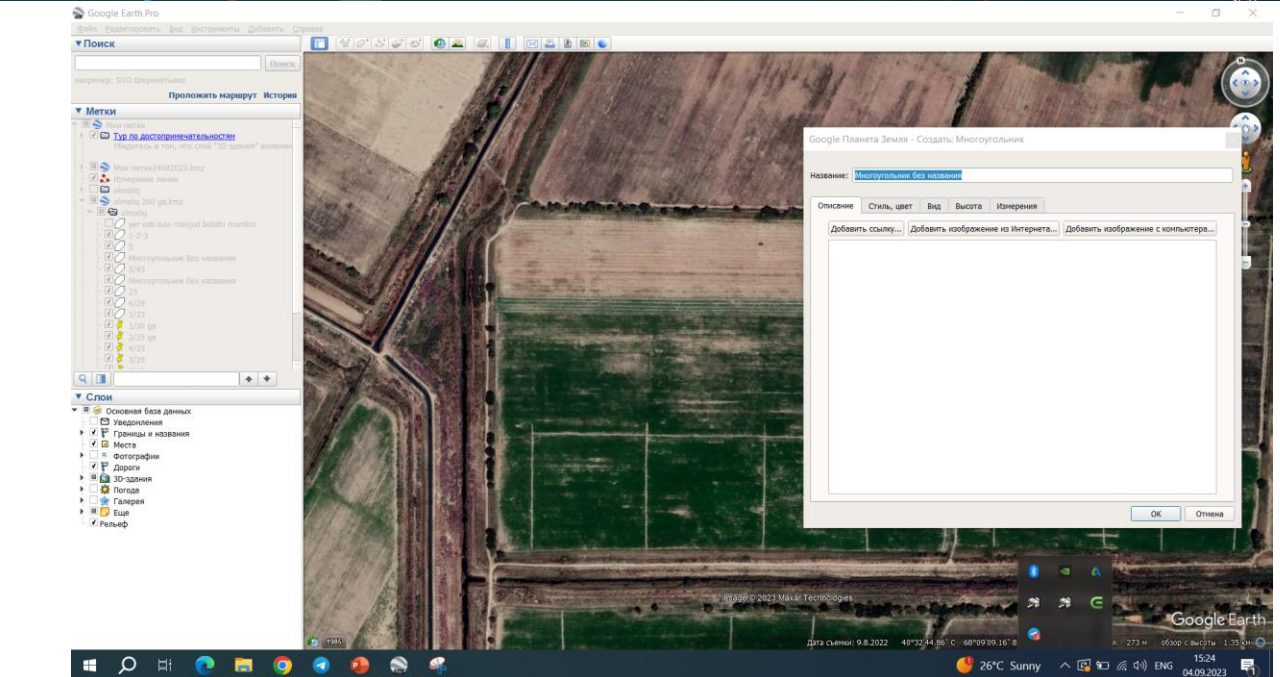 Google Earth Pro
Файл Редактировать Вид Инструменты Добавить Справка
Поиск
Поиск
например: SVO Шереметьево
Проложить маршрут История
Метки
Мои метки
Тур по достопримечательностям
Убедитесь в том, что слой "3D-здания" включен
Мои метки24082023.kmz
Измерение линии
olmaliq
olmaliq 260 ga.kmz
olmaliq
yer usti suvi mavjud bolishi mumkin
1-2-3
5
Многоугольник без названия
5/43
Многоугольник без названия
25
4/28
3/35
1/38 ga
2/25 ga
4/33
3/29
Слои
Основная база данных
Уведомления
Границы и названия
Места
Фотографии
Дороги
3D-здания
Погода
Галерея
Еще
Рельеф
Google Планета Земля - Создать: Многоугольник
Название: Многоугольник без названия
Описание Стиль, цвет Вид Высота Измерения
Добавить ссылку... Добавить изображение из Интернета... Добавить изображение с компьютера...
ОК Отмена
Image © 2023 Maxar Technologies
Google Earth
1985
Дата съемки: 9.8.2022 40°32'44.86" С 68°09'09.16" В 273 м обзор с высоты 1.35 км
26°C Sunny ENG 15:24
04.09.2023